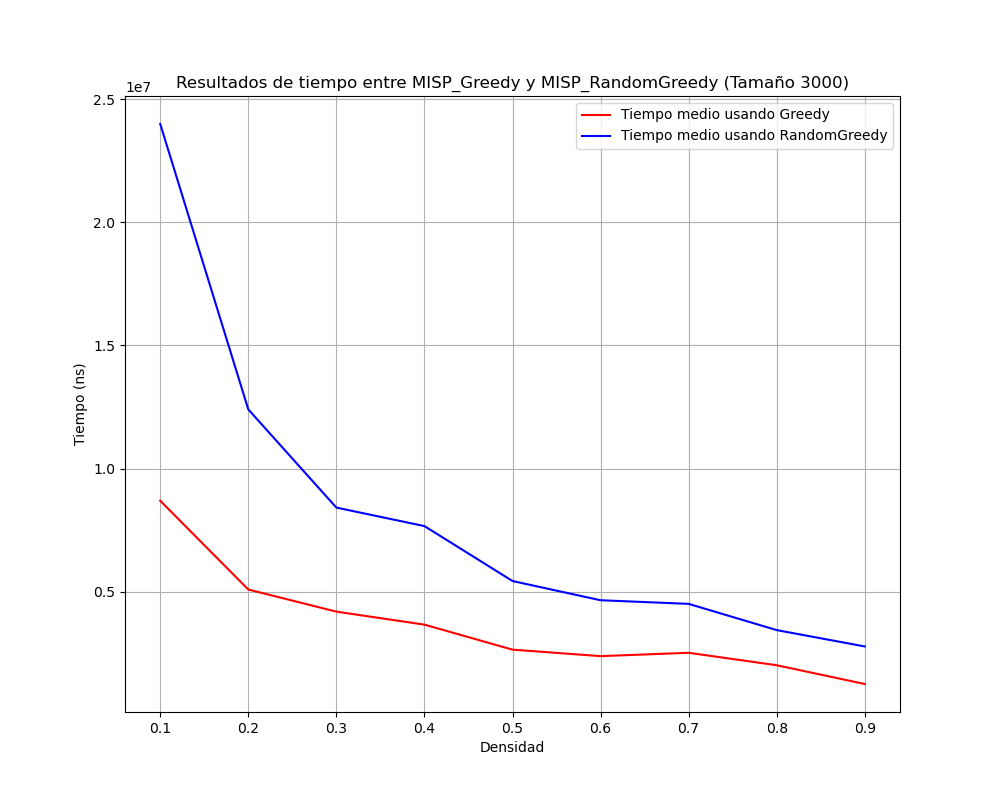 Resultados de tiempo entre MISP_Greedy y MISP_RandomGreedy (Tamaño 3000)
1e7
Tiempo medio usando Greedy
Tiempo medio usando RandomGreedy
2.5
2.0
1.5
1.0
0.5
Tiempo (ns)
0.1 0.2 0.3 0.4 0.5 0.6 0.7 0.8 0.9
Densidad